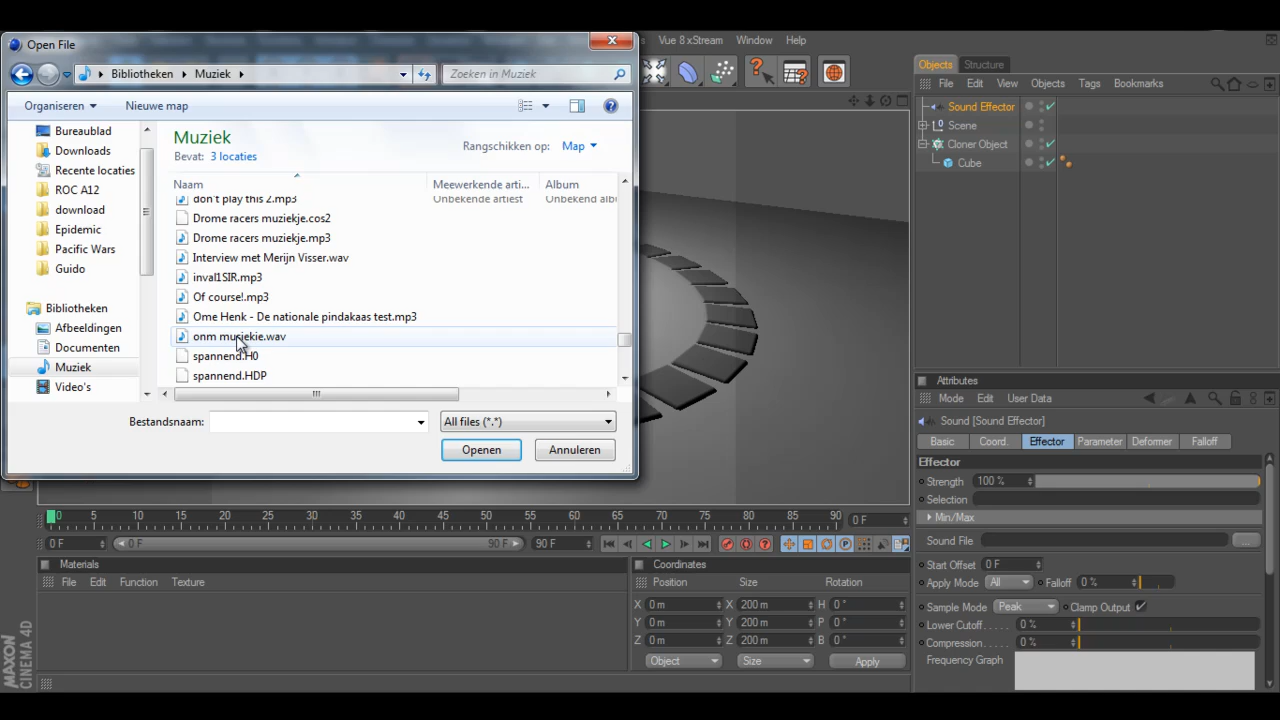 Open File
Vue 8 xStream Window Help
Bibliotheken Muziek
Zoeken in Muziek
Organiseren Nieuwe map
Bureaublad
Downloads
Recente locaties
ROC A12
download
Epidemic
Pacific Wars
Guido
Bibliotheken
Afbeeldingen
Documenten
Muziek
Video's
Muziek
Bevat: 3 locaties
Rangschikken op: Map
Naam Meewerkende arti... Album
don't play this 2.mp3 Unbekende artiest Unbekend albu
Drome racers muziekje.cos2
Drome racers muziekje.mp3
Interview met Merijn Visser.wav
inval1SIR.mp3
Of course!.mp3
Ome Henk - De nationale pindakaas test.mp3
onm muziekie.wav
spannend.H0
spannend.HDP
Bestandsnaam: All files (*.*)
Openen Annuleren
Objects Structure
File Edit View Objects Tags Bookmarks
Sound Effector
Scene
Cloner Object
Cube
Attributes
Mode Edit User Data
Sound [Sound Effector]
Basic Coord. Effector Parameter Deformer Falloff
Effector
Strength 100 %
Selection
Min/Max
Sound File ...
Start Offset 0 F
Apply Mode All Falloff 0 %
Sample Mode Peak Clamp Output
Lower Cutoff..... 0 %
Compression.... 0 %
Frequency Graph
0 5 10 15 20 25 30 35 40 45 50 55 60 65 70 75 80 85 90 0 F
0 F 0 F 90 F 90 F
Materials
File Edit Function Texture
Coordinates
Position Size Rotation
X 0 m X 200 m H 0 °
Y 0 m Y 200 m P 0 °
Z 0 m Z 200 m B 0 °
Object Size Apply
MAXON
CINEMA 4D